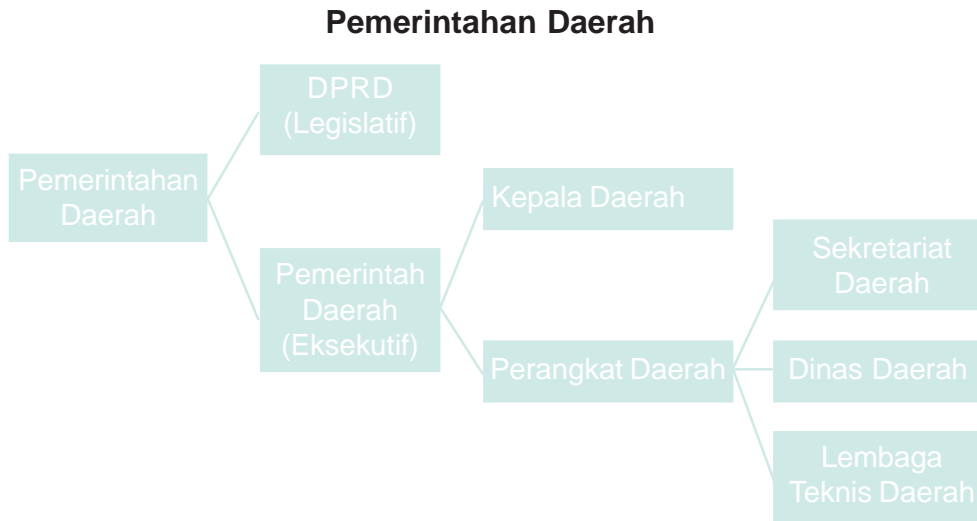 Pemerintahan Daerah
DPRD
(Legislatif)
Pemerintahan
Daerah
Kepala Daerah
Pemerintah
Daerah
(Eksekutif)
Sekretariat
Daerah
Perangkat Daerah
Dinas Daerah
Lembaga
Teknis Daerah